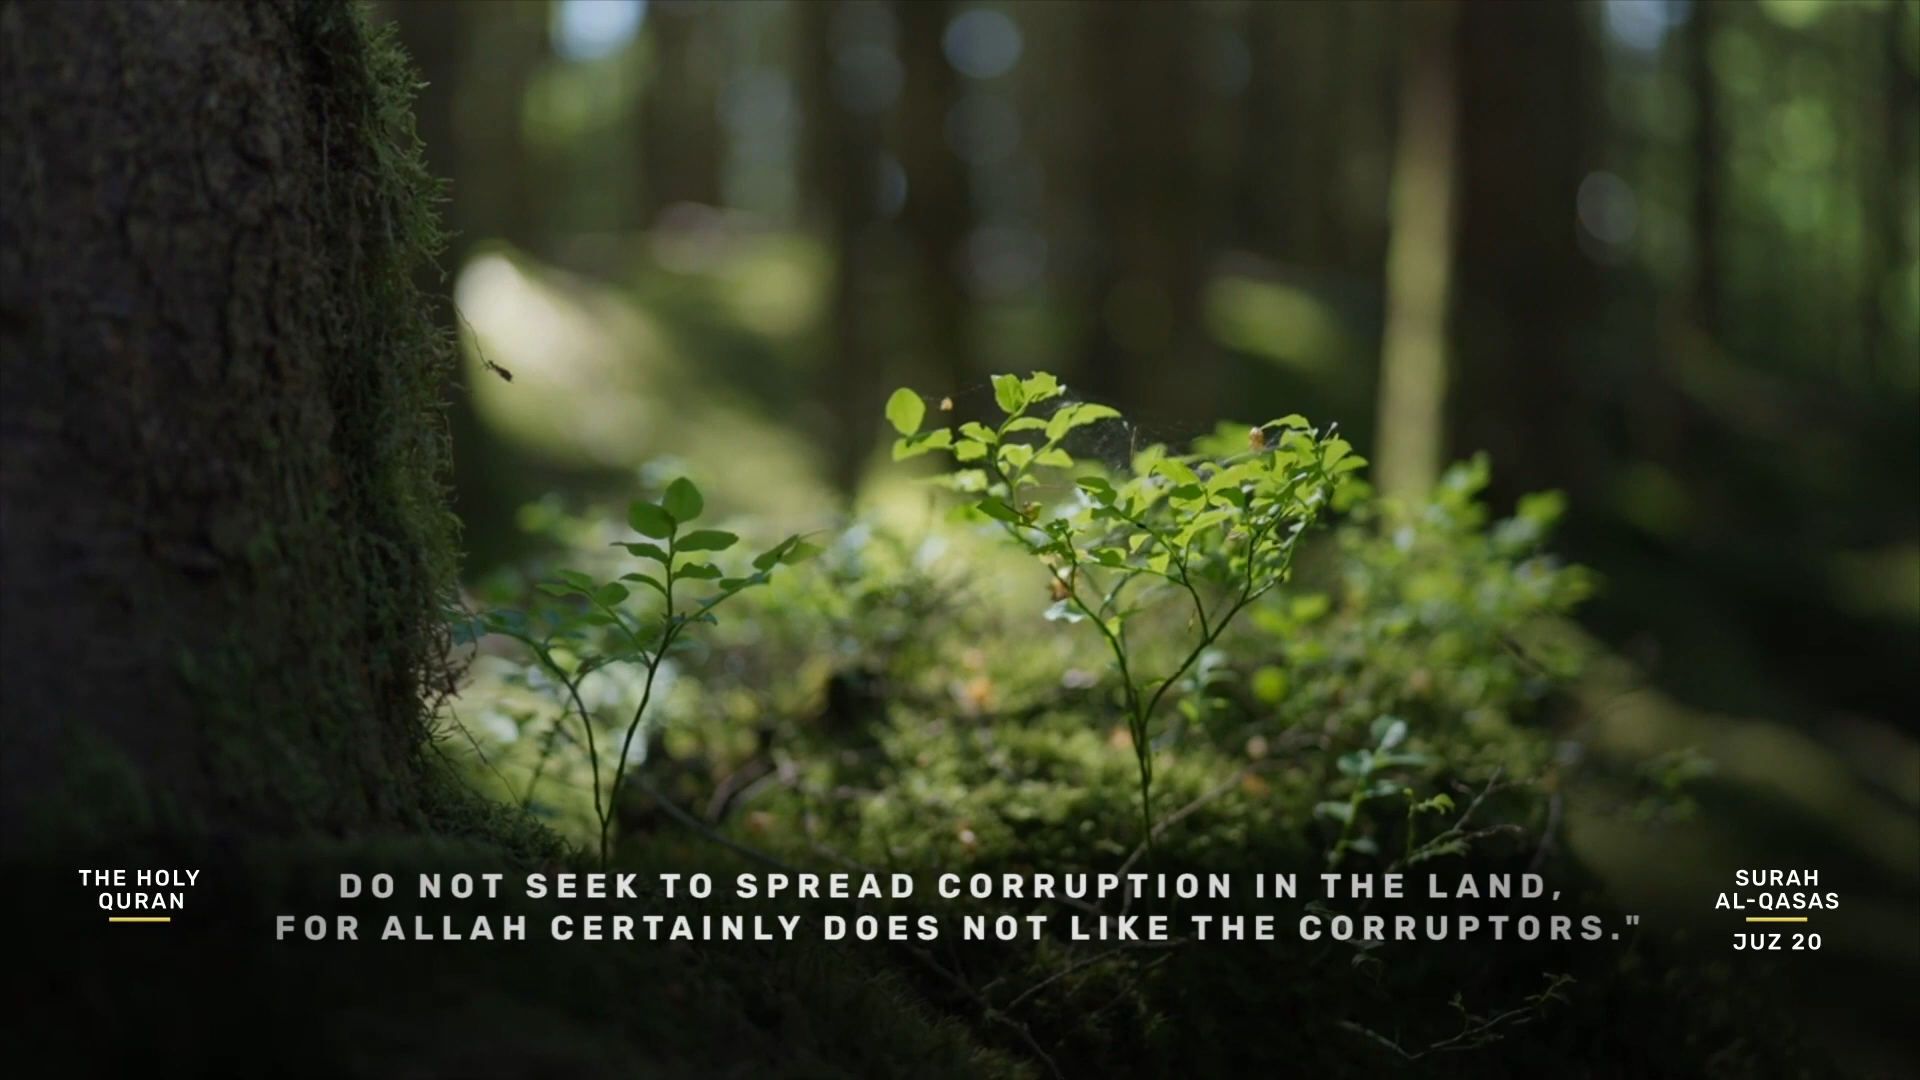 THE HOLY
QURAN
DO NOT SEEK TO SPREAD CORRUPTION IN THE LAND,
FOR ALLAH CERTAINLY DOES NOT LIKE THE CORRUPTORS."
SURAH
AL-QASAS
JUZ 20